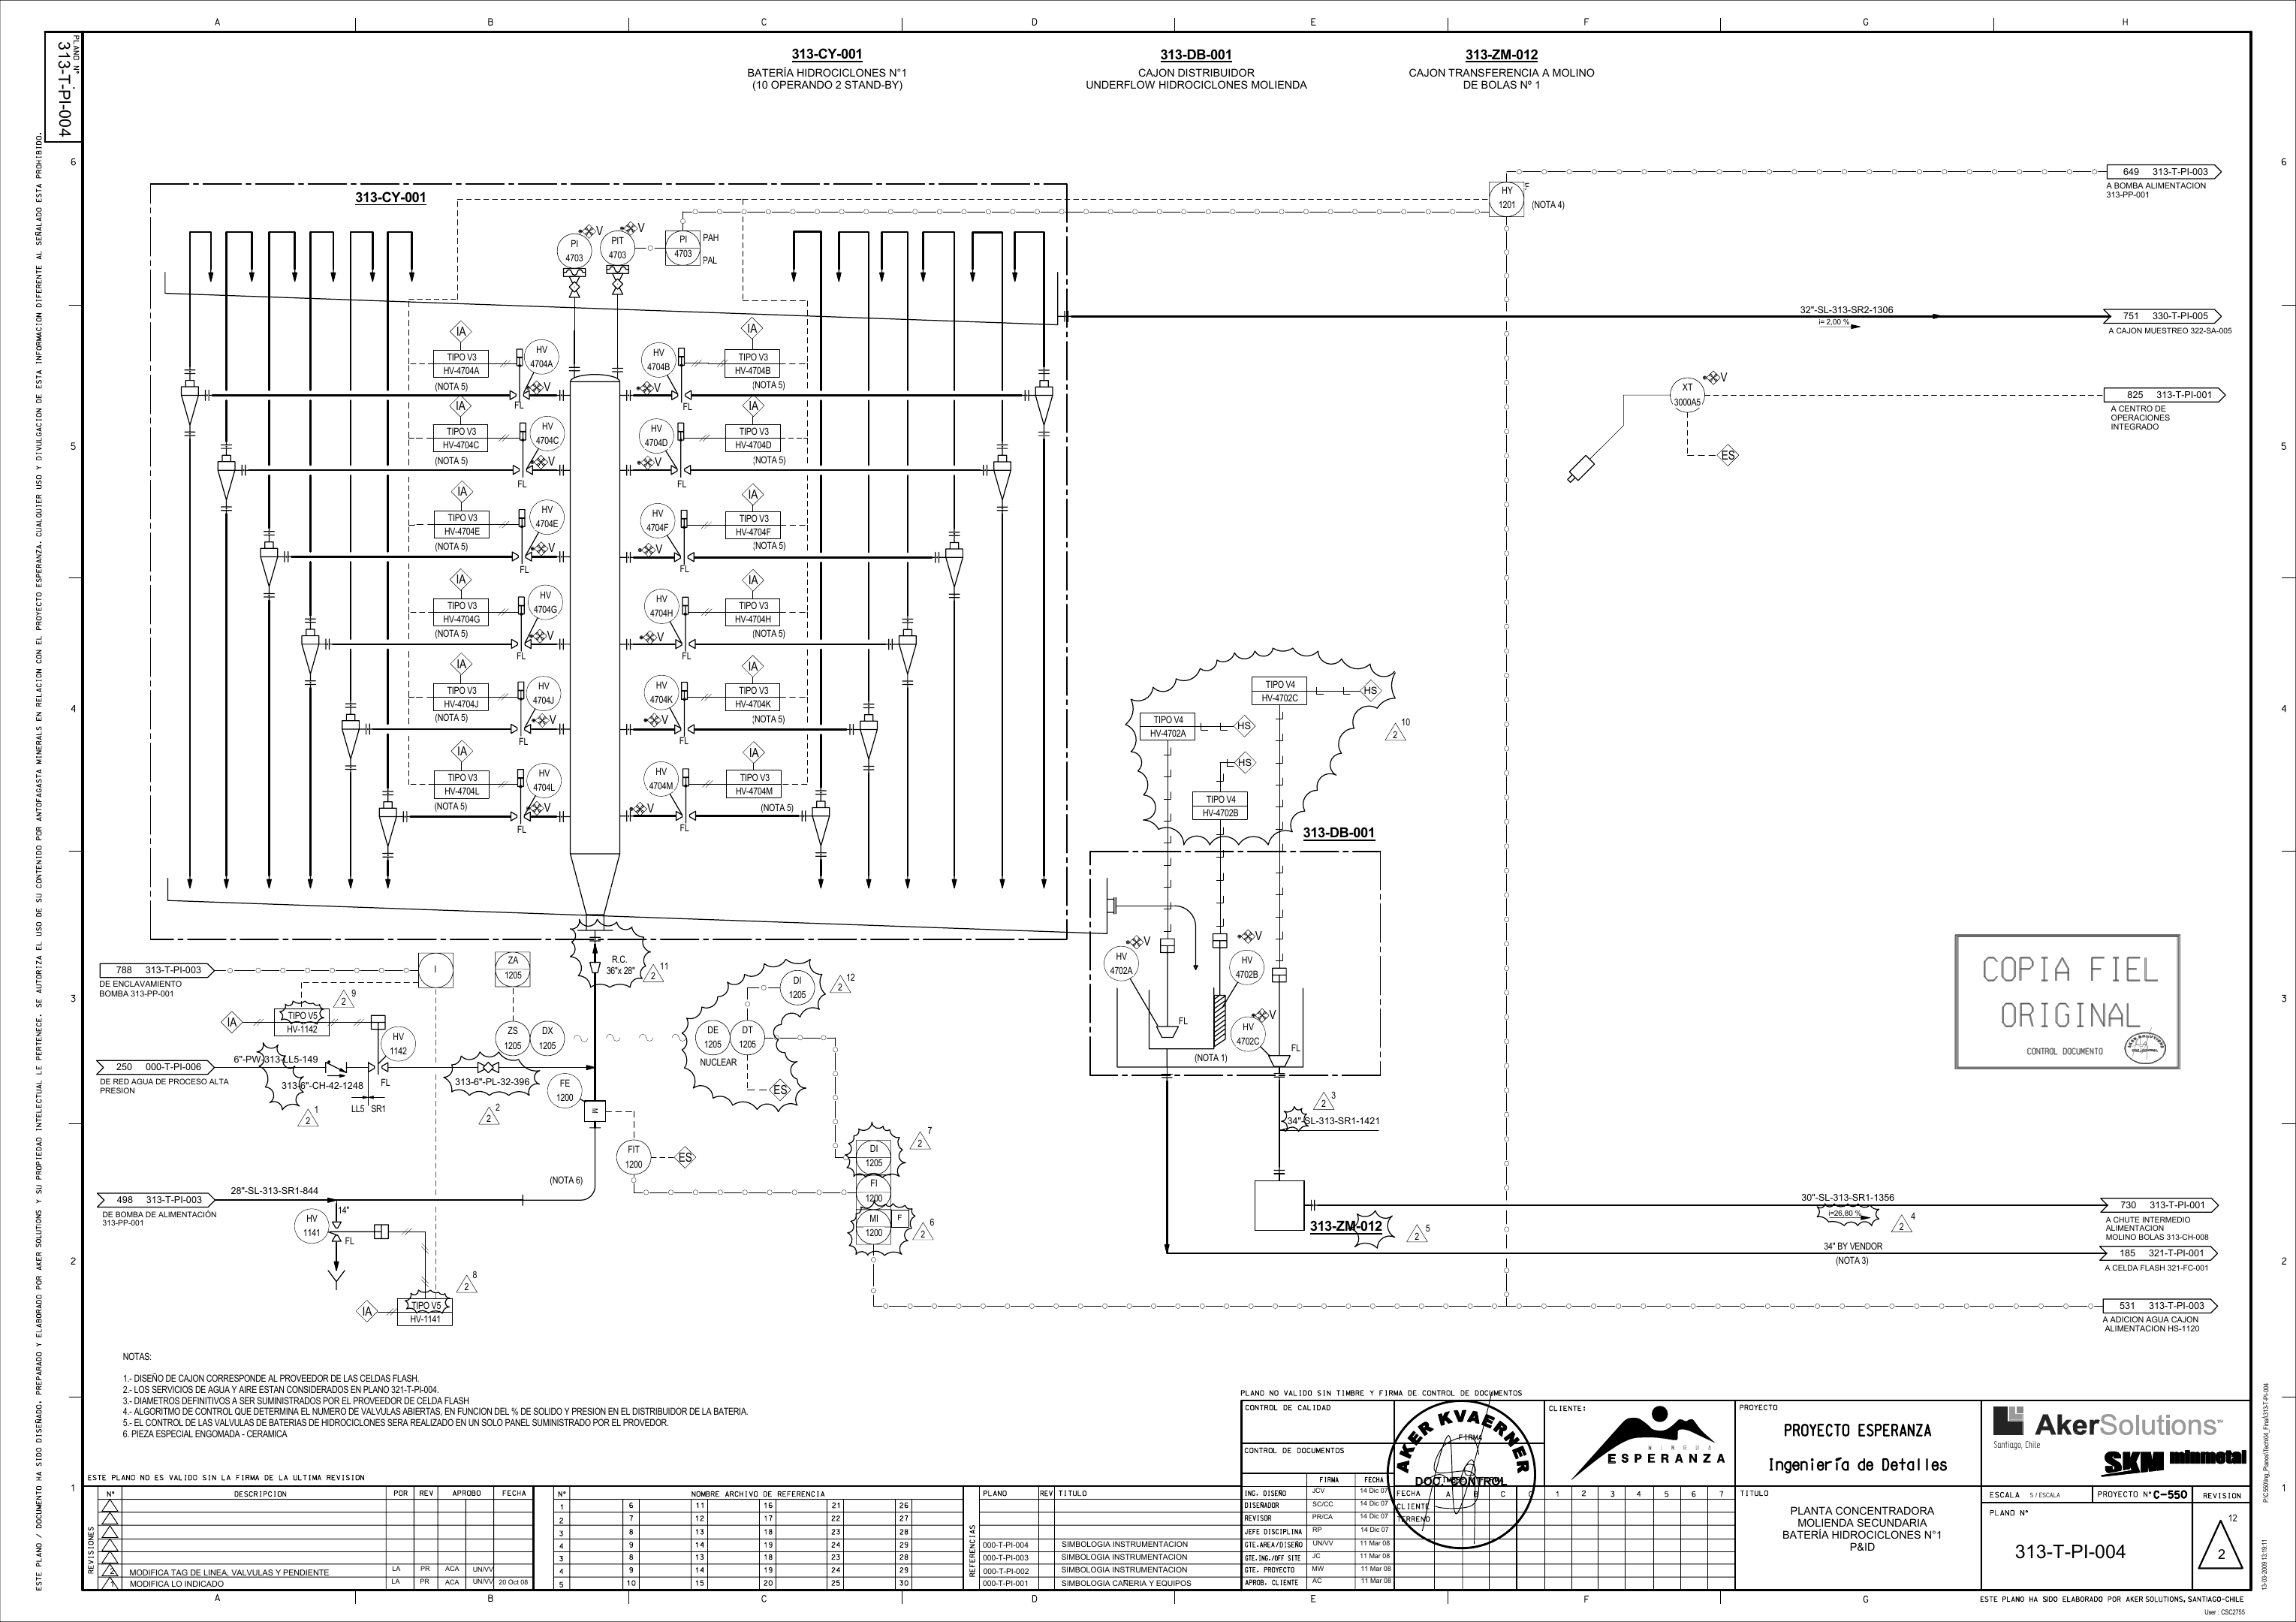 A B C D E F G H
PLANO N°
313-T-PI-004
313-CY-001
BATERÍA HIDROCICLONES N°1
(10 OPERANDO 2 STAND-BY)
313-DB-001
CAJON DISTRIBUIDOR
UNDERFLOW HIDROCICLONES MOLIENDA
313-ZM-012
CAJON TRANSFERENCIA A MOLINO
DE BOLAS Nº 1
6
5
4
3
2
1
ESTE PLANO / DOCUMENTO HA SIDO DISEÑADO, PREPARADO Y ELABORADO POR AKER SOLUTIONS Y SU PROPIEDAD INTELECTUAL LE PERTENECE. SE AUTORIZA EL USO DE SU CONTENIDO POR ANTOFAGASTA MINERALS EN RELACION CON EL PROYECTO ESPERANZA. CUALQUIER USO Y DIVULGACION DE ESTA INFORMACION DIFERENTE AL SEÑALADO ESTA PROHIBIDO.
313-CY-001
PI
4703
V
PIT
4703
V
PI
4703
PAH
PAL
HY
1201
F
(NOTA 4)
649 313-T-PI-003
A BOMBA ALIMENTACION
313-PP-001
32"-SL-313-SR2-1306
i= 2,00 %
751 330-T-PI-005
A CAJON MUESTREO 322-SA-005
XT
3000A5
V
ES
825 313-T-PI-001
A CENTRO DE
OPERACIONES
INTEGRADO
IA
TIPO V3
HV-4704A
(NOTA 5)
HV
4704A
V
FL
HV
4704B
V
FL
IA
TIPO V3
HV-4704B
(NOTA 5)
IA
TIPO V3
HV-4704C
(NOTA 5)
HV
4704C
V
FL
HV
4704D
V
FL
IA
TIPO V3
HV-4704D
(NOTA 5)
IA
TIPO V3
HV-4704E
(NOTA 5)
HV
4704E
V
FL
HV
4704F
V
FL
IA
TIPO V3
HV-4704F
(NOTA 5)
IA
TIPO V3
HV-4704G
(NOTA 5)
HV
4704G
V
FL
HV
4704H
V
FL
IA
TIPO V3
HV-4704H
(NOTA 5)
IA
TIPO V3
HV-4704J
(NOTA 5)
HV
4704J
V
FL
HV
4704K
V
FL
IA
TIPO V3
HV-4704K
(NOTA 5)
IA
TIPO V3
HV-4704L
(NOTA 5)
HV
4704L
V
FL
HV
4704M
V
FL
IA
TIPO V3
HV-4704M
(NOTA 5)
TIPO V4
HV-4702C
HS
TIPO V4
HV-4702A
HS
HS
TIPO V4
HV-4702B
2 10
313-DB-001
HV
4702A
V
HV
4702B
V
HV
4702C
V
FL
FL
(NOTA 1)
788 313-T-PI-003
DE ENCLAVAMIENTO
BOMBA 313-PP-001
I
ZA
1205
R.C.
36"x 28"
2 11
DI
1205
2 12
2 9
IA
TIPO V5
HV-1142
HV
1142
ZS
1205
DX
1205
DE
1205
DT
1205
NUCLEAR
ES
250 000-T-PI-006
DE RED AGUA DE PROCESO ALTA
PRESION
6"-PW-313-LL5-149
313-6"-CH-42-1248
FL
LL5 SR1
2 1
313-6"-PL-32-396
2 2
FE
1200
FIT
1200
ES
DI
1205
2 7
FI
1200
MI
1200
F
2 6
498 313-T-PI-003
DE BOMBA DE ALIMENTACIÓN
313-PP-001
28"-SL-313-SR1-844
(NOTA 6)
14"
HV
1141
FL
2 8
IA
TIPO V5
HV-1141
2 3
34"-SL-313-SR1-1421
313-ZM-012
2 5
30"-SL-313-SR1-1356
i=26,80 %
2 4
730 313-T-PI-001
A CHUTE INTERMEDIO
ALIMENTACION
MOLINO BOLAS 313-CH-008
34" BY VENDOR
(NOTA 3)
185 321-T-PI-001
A CELDA FLASH 321-FC-001
531 313-T-PI-003
A ADICION AGUA CAJON
ALIMENTACION HS-1120
COPIA FIEL
ORIGINAL
CONTROL DOCUMENTO
NOTAS:
1.- DISEÑO DE CAJON CORRESPONDE AL PROVEEDOR DE LAS CELDAS FLASH.
2.- LOS SERVICIOS DE AGUA Y AIRE ESTAN CONSIDERADOS EN PLANO 321-T-PI-004.
3.- DIAMETROS DEFINITIVOS A SER SUMINISTRADOS POR EL PROVEEDOR DE CELDA FLASH
4.- ALGORITMO DE CONTROL QUE DETERMINA EL NUMERO DE VALVULAS ABIERTAS, EN FUNCION DEL % DE SOLIDO Y PRESION EN EL DISTRIBUIDOR DE LA BATERIA.
5.- EL CONTROL DE LAS VALVULAS DE BATERIAS DE HIDROCICLONES SERA REALIZADO EN UN SOLO PANEL SUMINISTRADO POR EL PROVEDOR.
6. PIEZA ESPECIAL ENGOMADA - CERAMICA
ESTE PLANO NO ES VALIDO SIN LA FIRMA DE LA ULTIMA REVISION
REVISIONES
N° DESCRIPCION POR REV APROBO FECHA
2 MODIFICA TAG DE LINEA, VALVULAS Y PENDIENTE LA PR ACA UN/VV
1 MODIFICA LO INDICADO LA PR ACA UN/VV 20 Oct 08
N° NOMBRE ARCHIVO DE REFERENCIA
1 6 11 16 21 26
2 7 12 17 22 27
3 8 13 18 23 28
4 9 14 19 24 29
3 8 13 18 23 28
4 9 14 19 24 29
5 10 15 20 25 30
REFERENCIAS
PLANO REV TITULO
000-T-PI-004 SIMBOLOGIA INSTRUMENTACION
000-T-PI-003 SIMBOLOGIA INSTRUMENTACION
000-T-PI-002 SIMBOLOGIA INSTRUMENTACION
000-T-PI-001 SIMBOLOGIA CAÑERIA Y EQUIPOS
PLANO NO VALIDO SIN TIMBRE Y FIRMA DE CONTROL DE DOCUMENTOS
CONTROL DE CALIDAD
CONTROL DE DOCUMENTOS
FIRMA FECHA
ING. DISEÑO JCV 14 Dic 07
DISEÑADOR SC/CC 14 Dic 07
REVISOR PR/CA 14 Dic 07
JEFE DISCIPLINA RP 14 Dic 07
GTE.AREA/DISEÑO UN/VV 11 Mar 08
GTE.ING./OFF SITE JC 11 Mar 08
GTE. PROYECTO MW 11 Mar 08
APROB. CLIENTE AC 11 Mar 08
AKER KVAERNER
FIRMA
DOC. CONTROL
FECHA A B C 0 1 2 3 4 5 6 7
CLIENTE
TERRENO
CLIENTE:
MINERA
ESPERANZA
PROYECTO
PROYECTO ESPERANZA
Ingeniería de Detalles
TITULO
PLANTA CONCENTRADORA
MOLIENDA SECUNDARIA
BATERÍA HIDROCICLONES N°1
P&ID
AkerSolutions™
Santiago, Chile
SKM minmetal
ESCALA S / ESCALA
PROYECTO N° C-550
REVISION
PLANO N°
313-T-PI-004
12
2
ESTE PLANO HA SIDO ELABORADO POR AKER SOLUTIONS, SANTIAGO-CHILE
User : CSC2755
13-03-2009 13:19:11